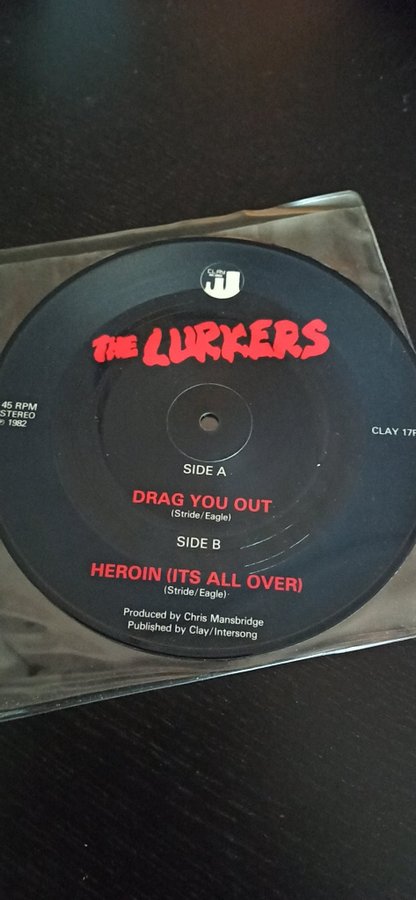 CLAY
THE LURKERS
45 RPM
STEREO
℗ 1982
CLAY 17P
SIDE A
DRAG YOU OUT
(Stride/Eagle)
SIDE B
HEROIN (ITS ALL OVER)
(Stride/Eagle)
Produced by Chris Mansbridge
Published by Clay/Intersong